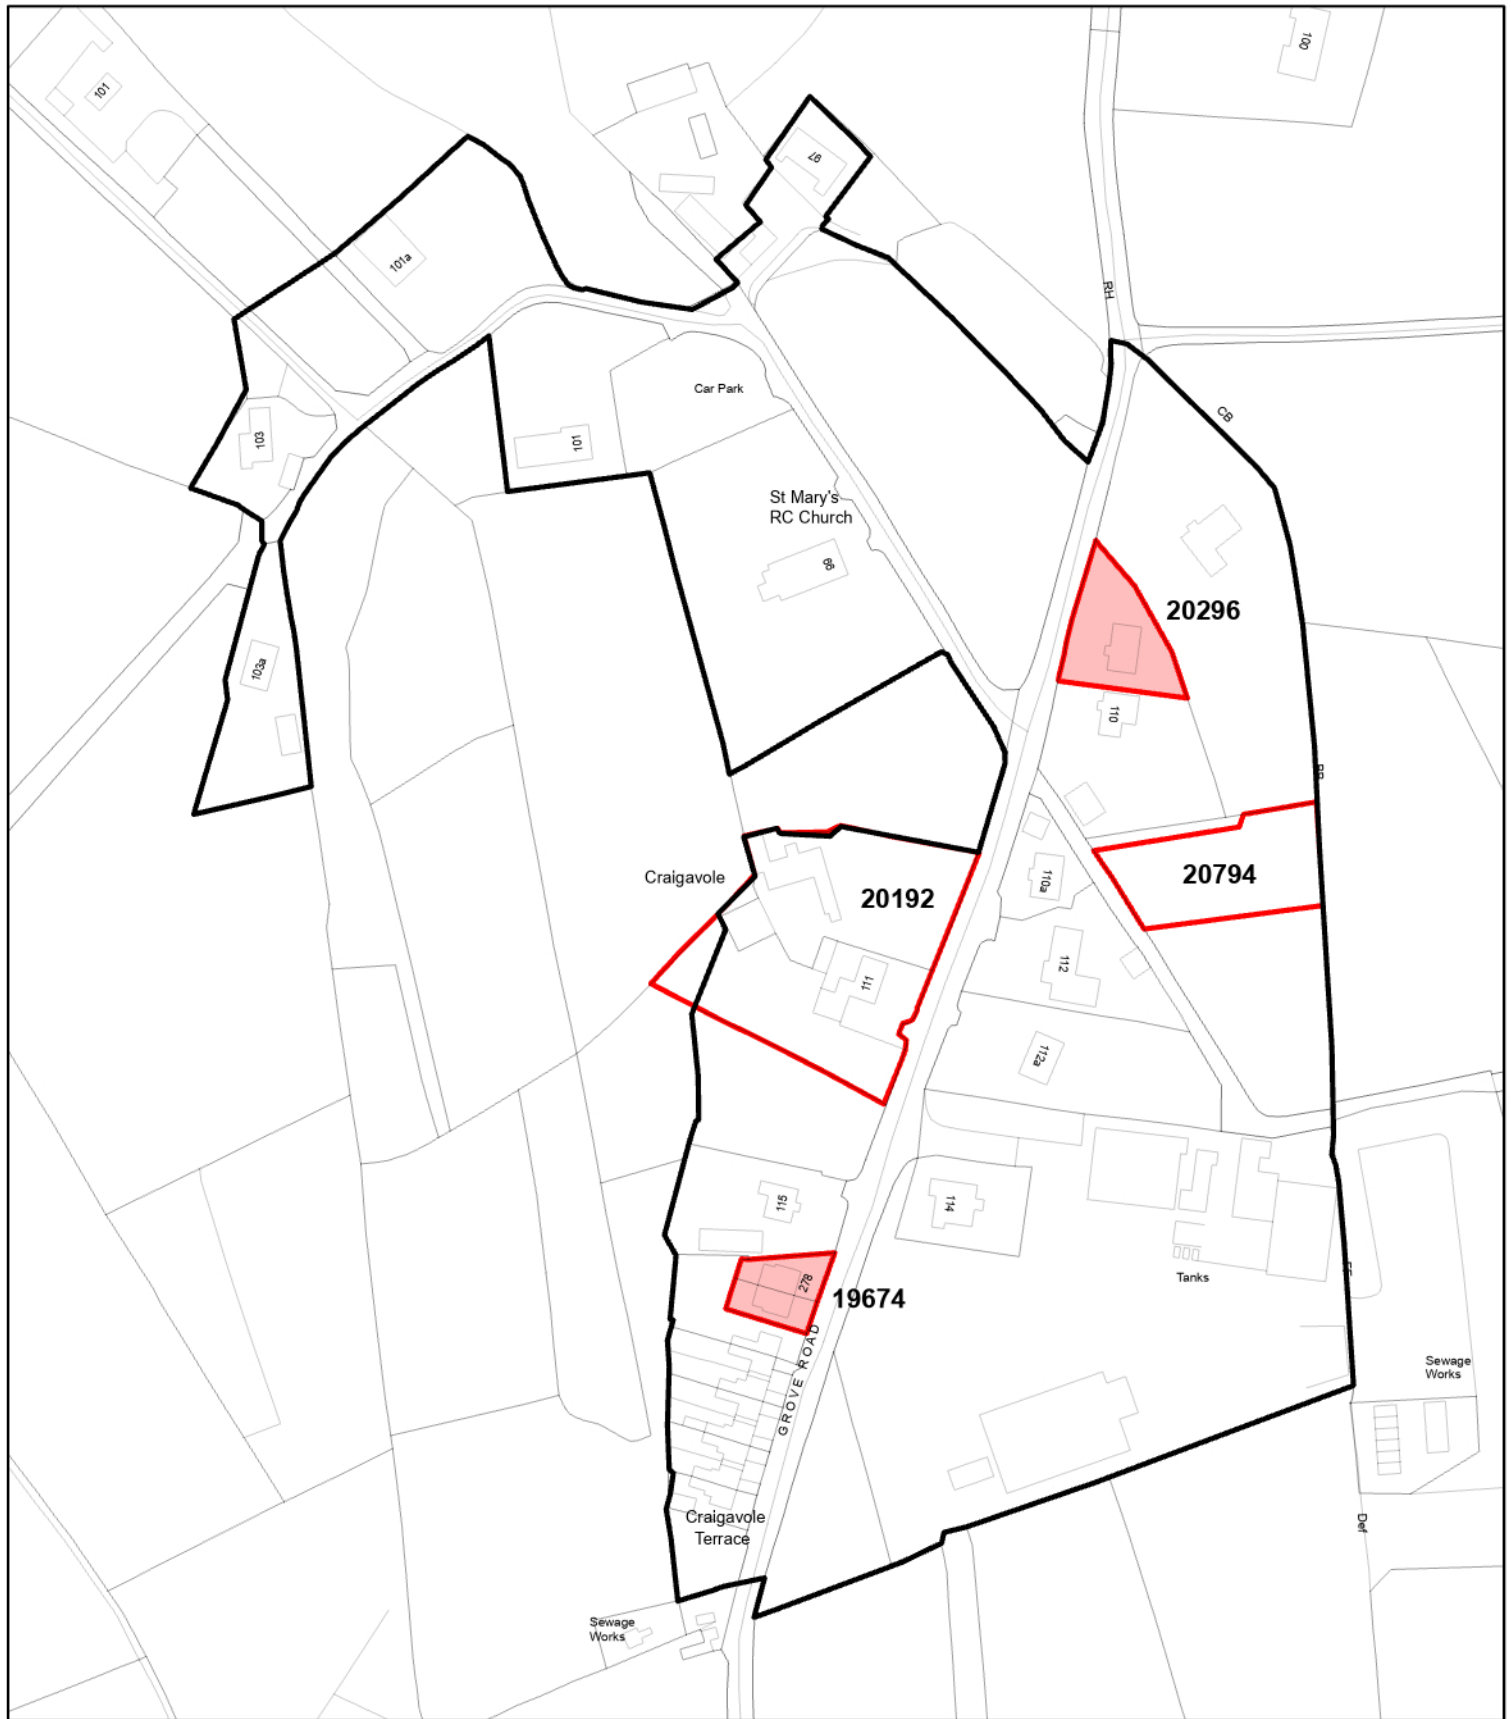 100
101
97
101a
RH
Car Park
CB
103
101
St Mary's
RC Church
99
20296
103a
110
20794
Craigavole
20192
110a
112
111
112a
115
114
278
19674
Tanks
GROVE ROAD
Sewage
Works
Craigavole
Terrace
Def
Sewage
Works